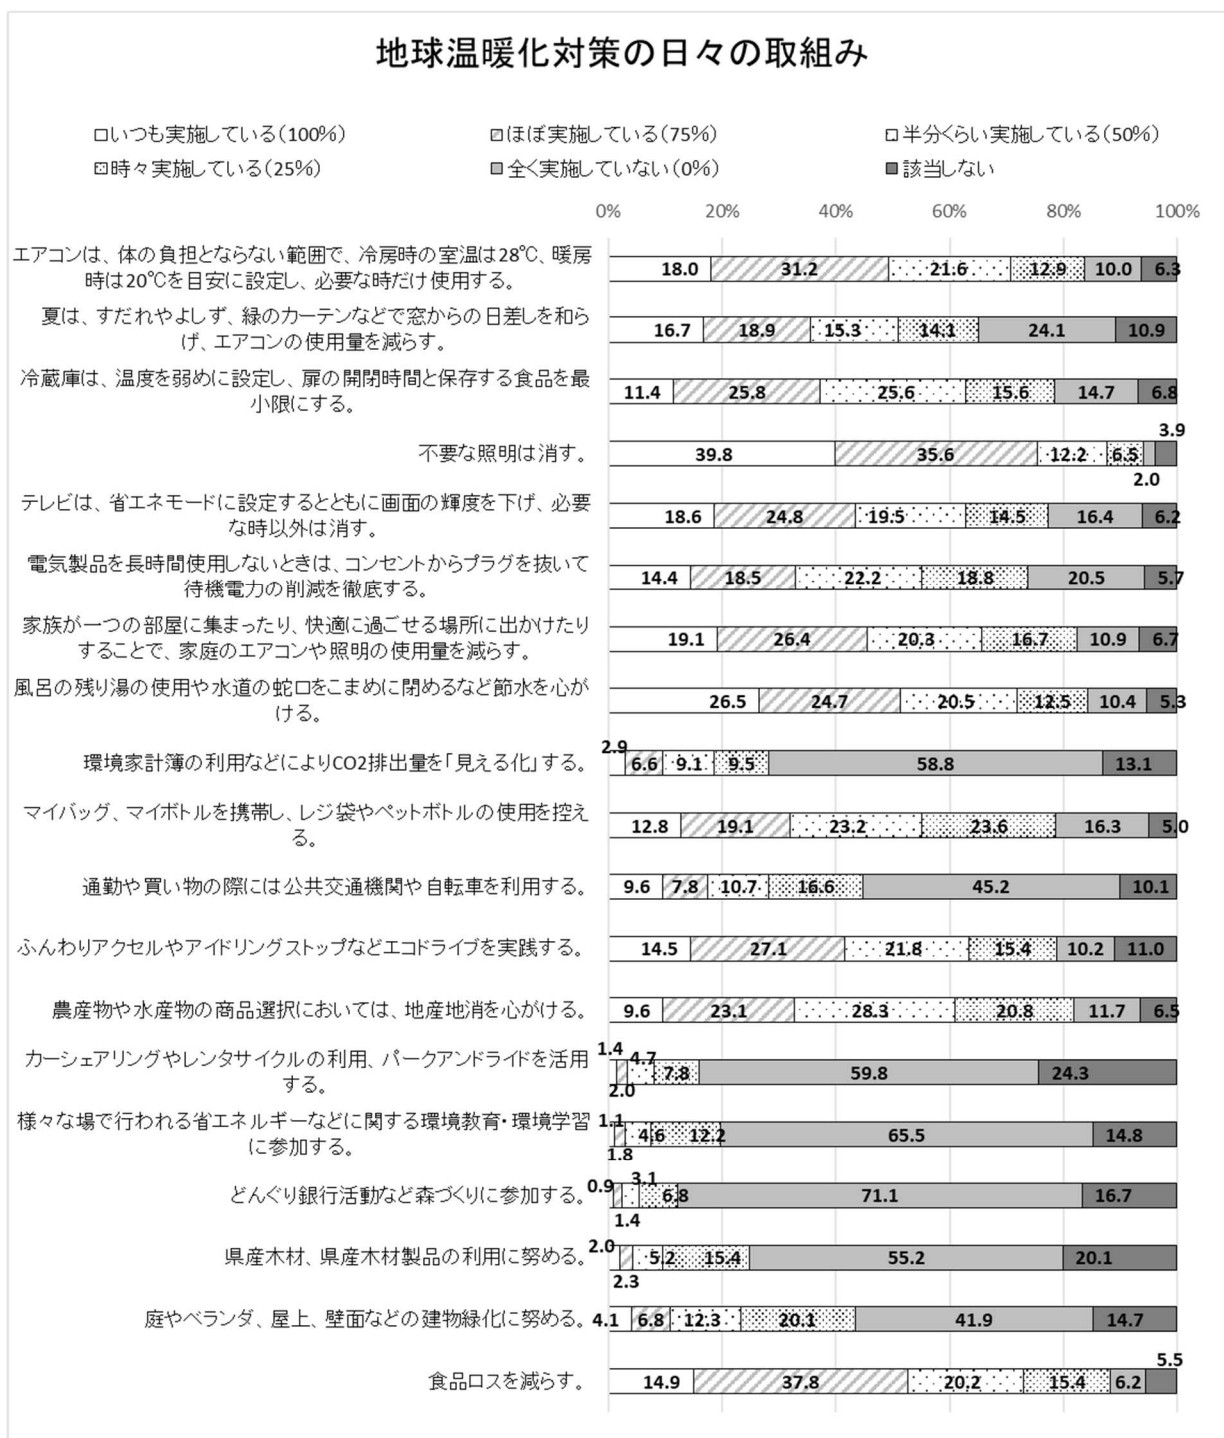 地球温暖化対策の日々の取組み
□いつも実施している(100%) ほぼ実施している(75%) 半分くらい実施している(50%)
時々実施している(25%) 全く実施していない(0%) ■該当しない
0% 20% 40% 60% 80% 100%
エアコンは、体の負担とならない範囲で、冷房時の室温は28℃、暖房
時は20℃を目安に設定し、必要な時だけ使用する。
18.0 31.2 21.6 12.9 10.0 6.3
夏は、すだれやよしず、緑のカーテンなどで窓からの日差しを和ら
げ、エアコンの使用量を減らす。
16.7 18.9 15.3 14.1 24.1 10.9
冷蔵庫は、温度を弱めに設定し、扉の開閉時間と保存する食品を最
小限にする。
11.4 25.8 25.6 15.6 14.7 6.8
不要な照明は消す。
39.8 35.6 12.2 6.5 2.0 3.9
テレビは、省エネモードに設定するとともに画面の輝度を下げ、必要
な時以外は消す。
18.6 24.8 19.5 14.5 16.4 6.2
電気製品を長時間使用しないときは、コンセントからプラグを抜いて
待機電力の削減を徹底する。
14.4 18.5 22.2 18.8 20.5 5.7
家族が一つの部屋に集まったり、快適に過ごせる場所に出かけたり
することで、家庭のエアコンや照明の使用量を減らす。
19.1 26.4 20.3 16.7 10.9 6.7
風呂の残り湯の使用や水道の蛇口をこまめに閉めるなど節水を心が
ける。
26.5 24.7 20.5 12.5 10.4 5.3
環境家計簿の利用などによりCO2排出量を「見える化」する。
2.9 6.6 9.1 9.5 58.8 13.1
マイバッグ、マイボトルを携帯し、レジ袋やペットボトルの使用を控え
る。
12.8 19.1 23.2 23.6 16.3 5.0
通勤や買い物の際には公共交通機関や自転車を利用する。
9.6 7.8 10.7 16.6 45.2 10.1
ふんわりアクセルやアイドリングストップなどエコドライブを実践する。
14.5 27.1 21.8 15.4 10.2 11.0
農産物や水産物の商品選択においては、地産地消を心がける。
9.6 23.1 28.3 20.8 11.7 6.5
カーシェアリングやレンタサイクルの利用、パークアンドライドを活用
する。
1.4 2.0 4.7 7.8 59.8 24.3
様々な場で行われる省エネルギーなどに関する環境教育・環境学習
に参加する。
1.1 1.8 4.6 12.2 65.5 14.8
どんぐり銀行活動など森づくりに参加する。
0.9 1.4 3.1 6.8 71.1 16.7
県産木材、県産木材製品の利用に努める。
2.0 2.3 5.2 15.4 55.2 20.1
庭やベランダ、屋上、壁面などの建物緑化に努める。
4.1 6.8 12.3 20.1 41.9 14.7
食品ロスを減らす。
14.9 37.8 20.2 15.4 6.2 5.5